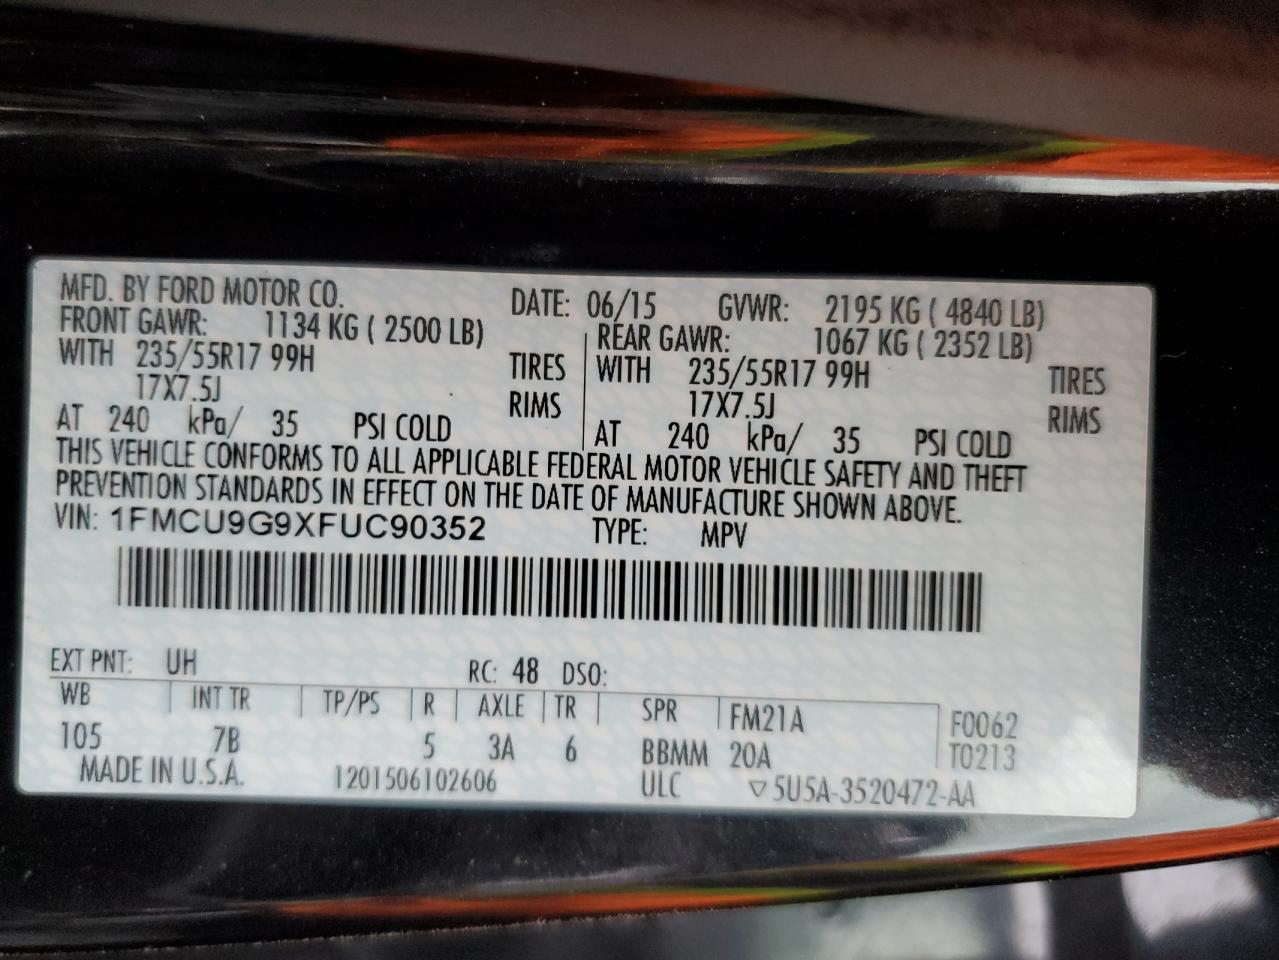 MFD. BY FORD MOTOR CO. DATE: 06/15 GVWR: 2195 KG ( 4840 LB)
FRONT GAWR: 1134 KG ( 2500 LB) REAR GAWR: 1067 KG ( 2352 LB)
WITH 235/55R17 99H TIRES WITH 235/55R17 99H TIRES
17X7.5J RIMS 17X7.5J RIMS
AT 240 kPa/ 35 PSI COLD AT 240 kPa/ 35 PSI COLD
THIS VEHICLE CONFORMS TO ALL APPLICABLE FEDERAL MOTOR VEHICLE SAFETY AND THEFT
PREVENTION STANDARDS IN EFFECT ON THE DATE OF MANUFACTURE SHOWN ABOVE.
VIN: 1FMCU9G9XFUC90352 TYPE: MPV
EXT PNT: UH RC: 48 DSO:
WB INT TR TP/PS R AXLE TR SPR FM21A F0062
105 7B 5 3A 6 BBMM 20A T0213
MADE IN U.S.A. 1201506102606 ULC ▽5U5A-3520472-AA